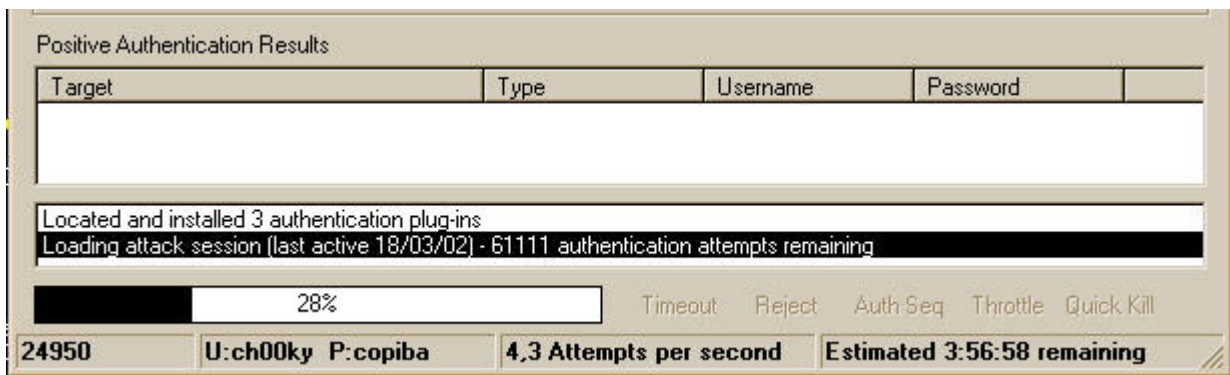 Positive Authentication Results
Target Type Username Password
Located and installed 3 authentication plug-ins
Loading attack session (last active 18/03/02) - 61111 authentication attempts remaining
28% Timeout Reject Auth Seq Throttle Quick Kill
24950 U:ch00ky P:copiba 4,3 Attempts per second Estimated 3:56:58 remaining